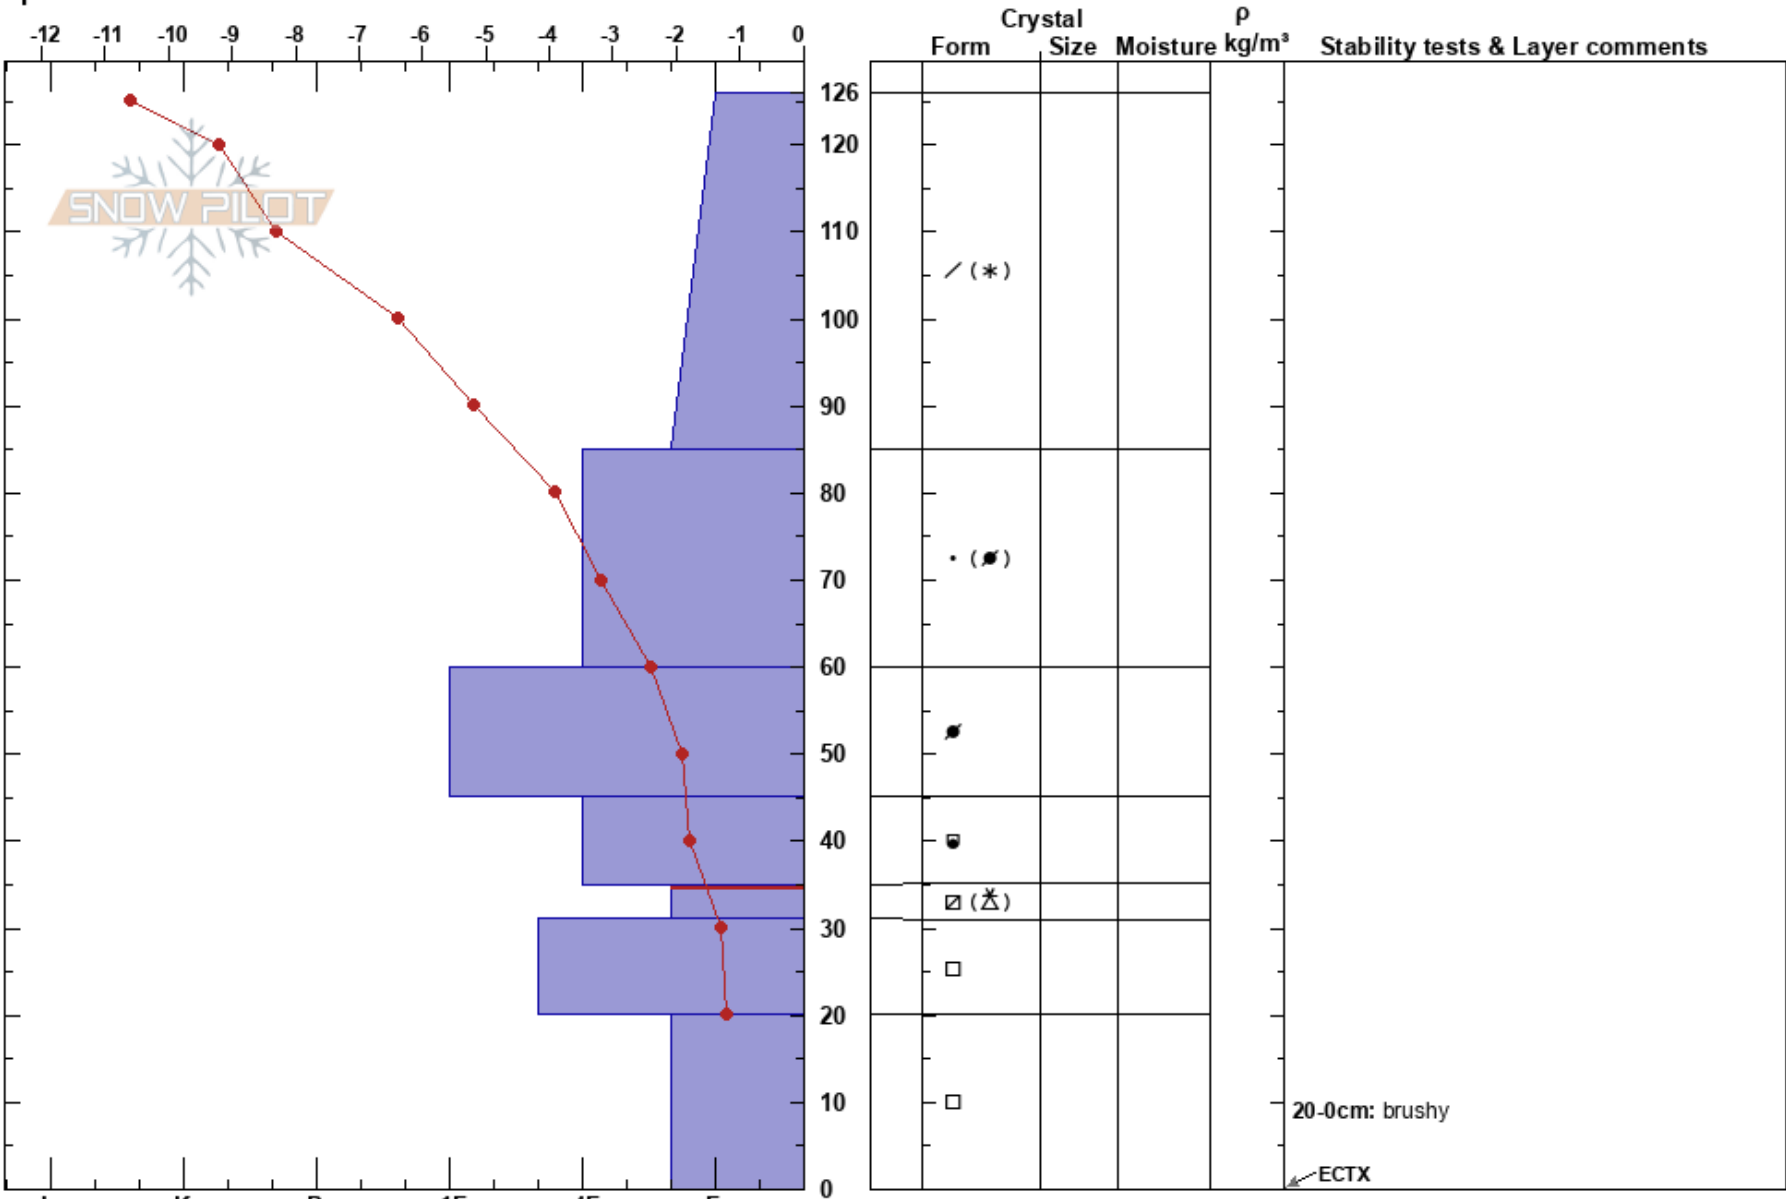 Crystal ρ
-12 -11 -10 -9 -8 -7 -6 -5 -4 -3 -2 -1 0
Form Size Moisture kg/m³ Stability tests & Layer comments
126
120
SNOW PILOT
110
100
90
80
70
60
50
40
30
20
10
20-0cm: brushy
ECTX
0